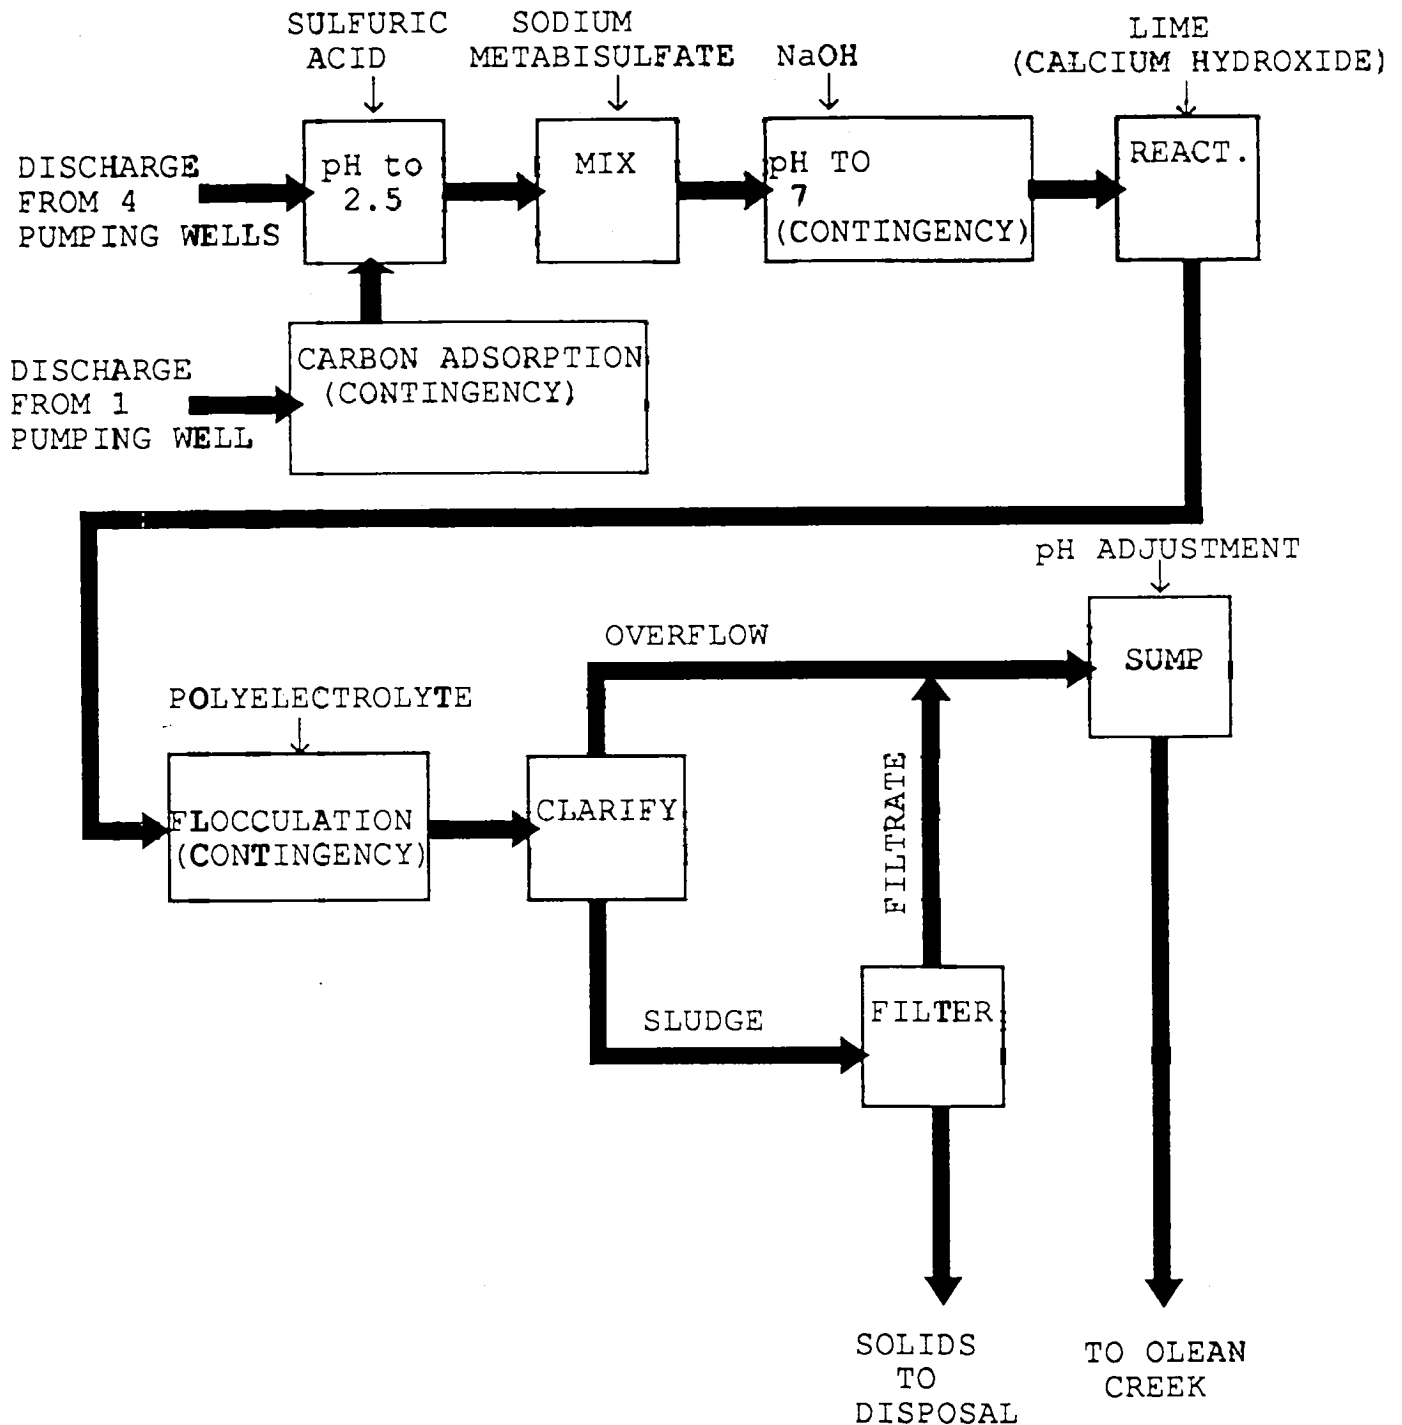 SULFURIC
ACID
SODIUM
METABISULFATE
NaOH
LIME
(CALCIUM HYDROXIDE)
DISCHARGE
FROM 4
PUMPING WELLS
pH to
2.5
MIX
pH TO
7
(CONTINGENCY)
REACT.
DISCHARGE
FROM 1
PUMPING WELL
CARBON ADSORPTION
(CONTINGENCY)
pH ADJUSTMENT
OVERFLOW
SUMP
POLYELECTROLYTE
FLOCCULATION
(CONTINGENCY)
CLARIFY
FILTRATE
SLUDGE
FILTER
SOLIDS
TO
DISPOSAL
TO OLEAN
CREEK